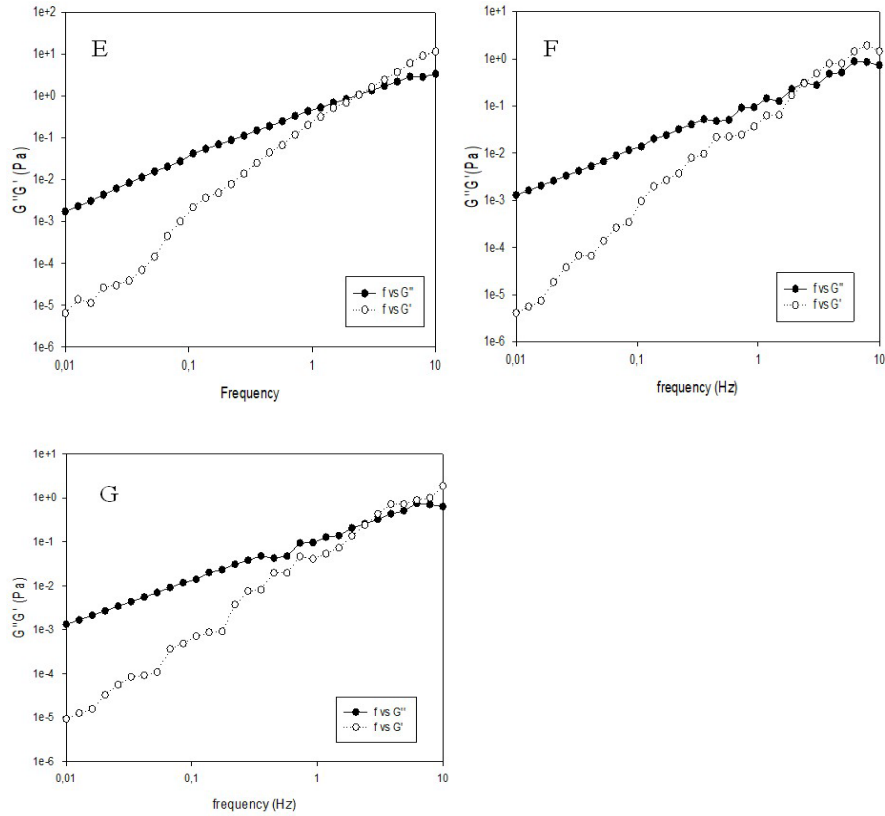 E
1e+2
1e+1
1e+0
1e-1
1e-2
1e-3
1e-4
1e-5
1e-6
G''G' (Pa)
f vs G''
f vs G'
0,01 0,1 1 10
Frequency
F
1e+1
1e+0
1e-1
1e-2
1e-3
1e-4
1e-5
1e-6
G''G' (Pa)
f vs G''
f vs G'
0,01 0,1 1 10
frequency (Hz)
G
1e+1
1e+0
1e-1
1e-2
1e-3
1e-4
1e-5
1e-6
G''G' (Pa)
f vs G''
f vs G'
0,01 0,1 1 10
frequency (Hz)